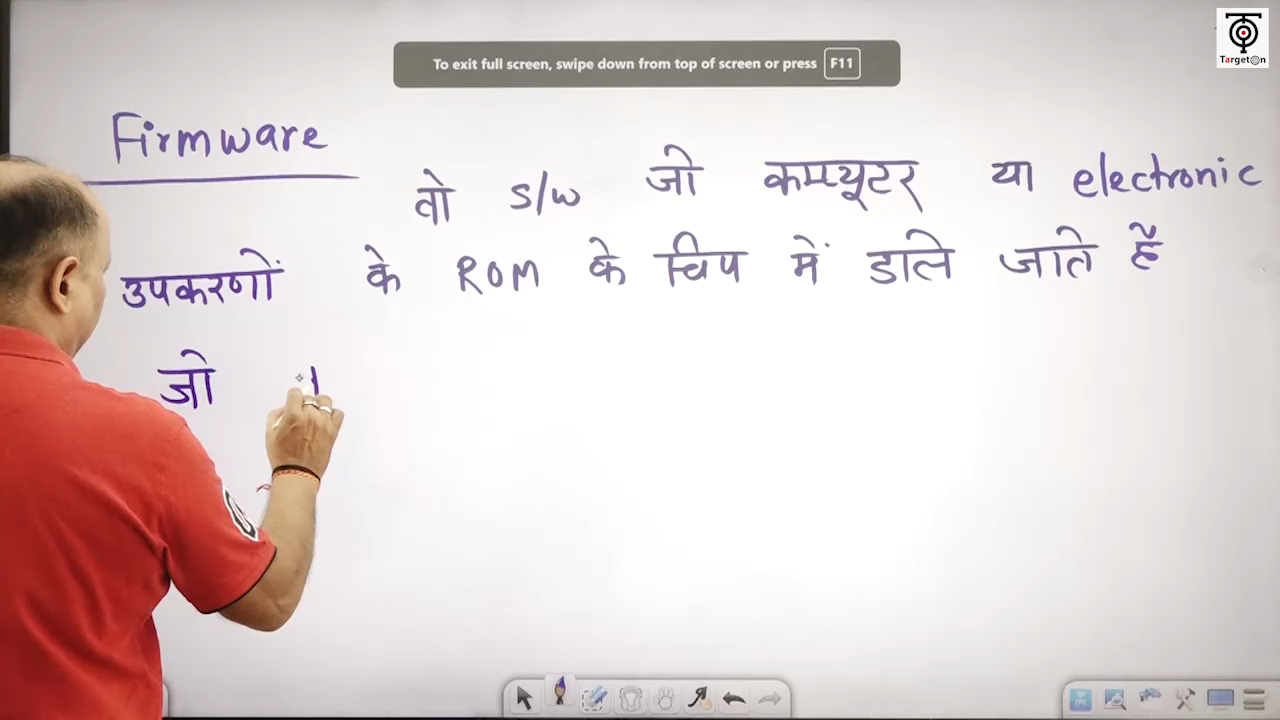 TargetOn
To exit full screen, swipe down from top of screen or press F11
Firmware
वो s/w जो कम्प्यूटर या electronic
उपकरणों के ROM के चिप में डाले जाते है
जो